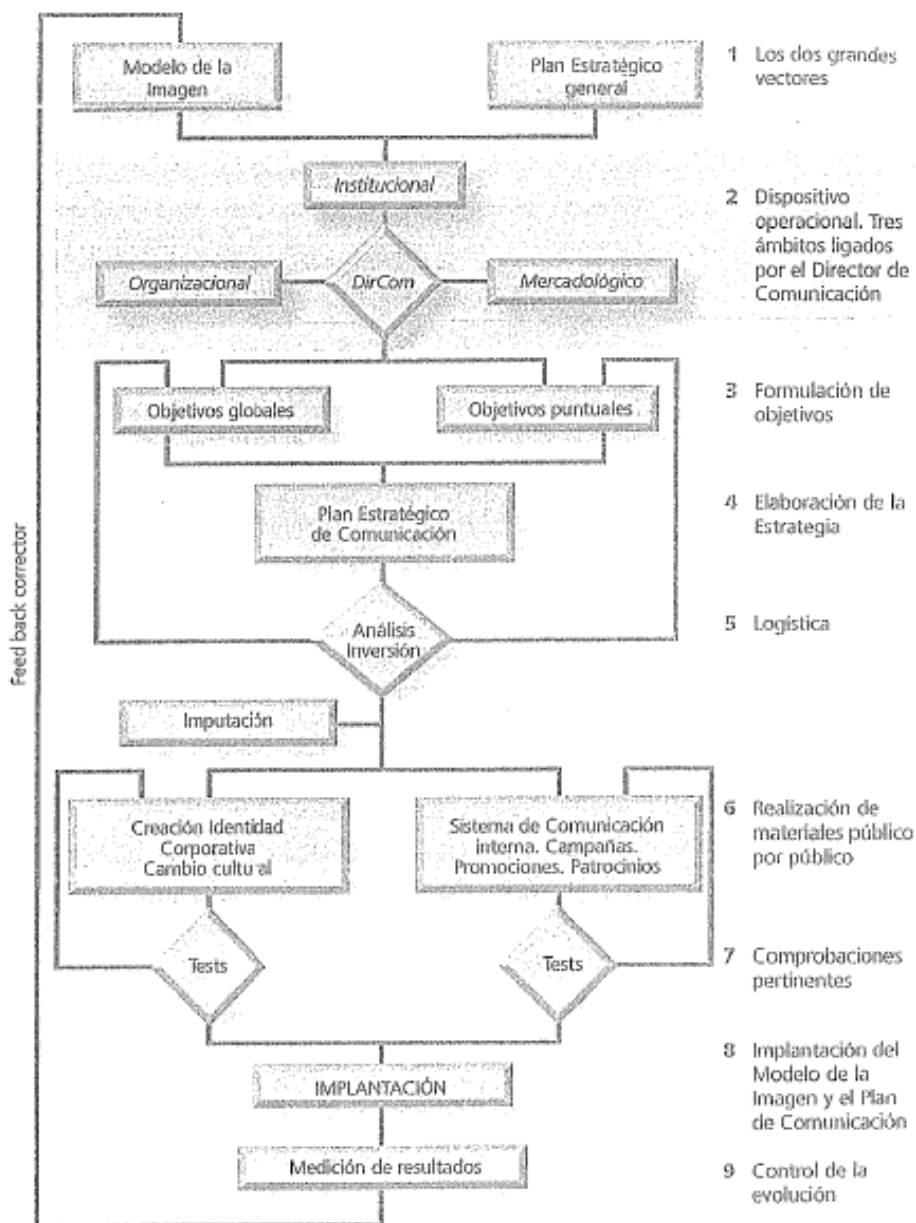 Modelo de la
Imagen
Plan Estratégico
general
1 Los dos grandes
vectores
Institucional
Organizacional
DirCom
Mercadológico
2 Dispositivo
operacional. Tres
ámbitos ligados
por el Director de
Comunicación
Objetivos globales
Objetivos puntuales
3 Formulación de
objetivos
Plan Estratégico
de Comunicación
4 Elaboración de la
Estrategia
Análisis
Inversión
5 Logística
Feed back corrector
Imputación
Creación Identidad
Corporativa
Cambio cultural
Sistema de Comunicación
interna. Campañas.
Promociones. Patrocinios
6 Realización de
materiales público
por público
Tests
Tests
7 Comprobaciones
pertinentes
IMPLANTACIÓN
8 Implantación del
Modelo de la
Imagen y el Plan
de Comunicación
Medición de resultados
9 Control de la
evolución